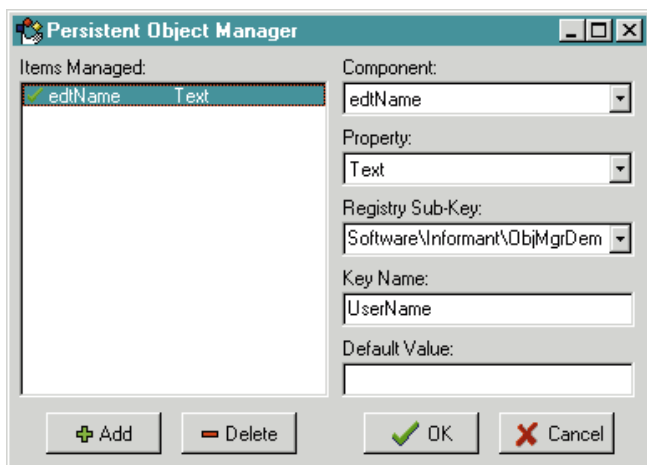 Persistent Object Manager
Items Managed:
edtName Text
Component:
edtName
Property:
Text
Registry Sub-Key:
Software\Informant\ObjMgrDem
Key Name:
UserName
Default Value:
Add
Delete
OK
Cancel